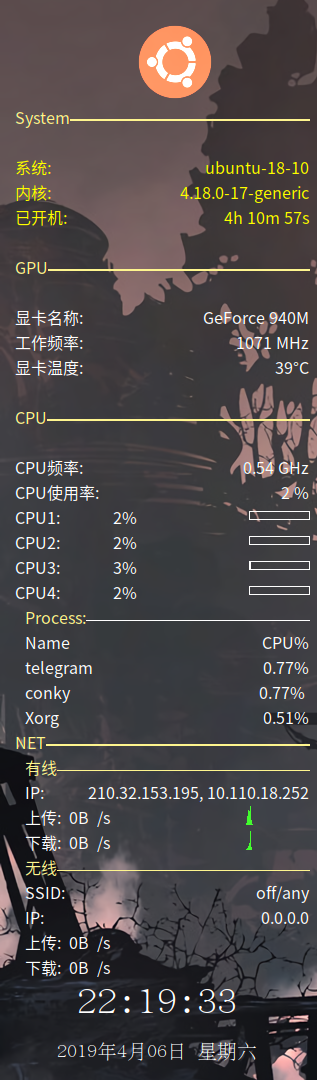 System
系统: ubuntu-18-10
内核: 4.18.0-17-generic
已开机: 4h 10m 57s
GPU
显卡名称: GeForce 940M
工作频率: 1071 MHz
显卡温度: 39°C
CPU
CPU频率: 0.54 GHz
CPU使用率: 2 %
CPU1: 2%
CPU2: 2%
CPU3: 3%
CPU4: 2%
Process:
Name CPU%
telegram 0.77%
conky 0.77%
Xorg 0.51%
NET
有线
IP: 210.32.153.195, 10.110.18.252
上传: 0B /s
下载: 0B /s
无线
SSID: off/any
IP: 0.0.0.0
上传: 0B /s
下载: 0B /s
22:19:33
2019年4月06日 星期六